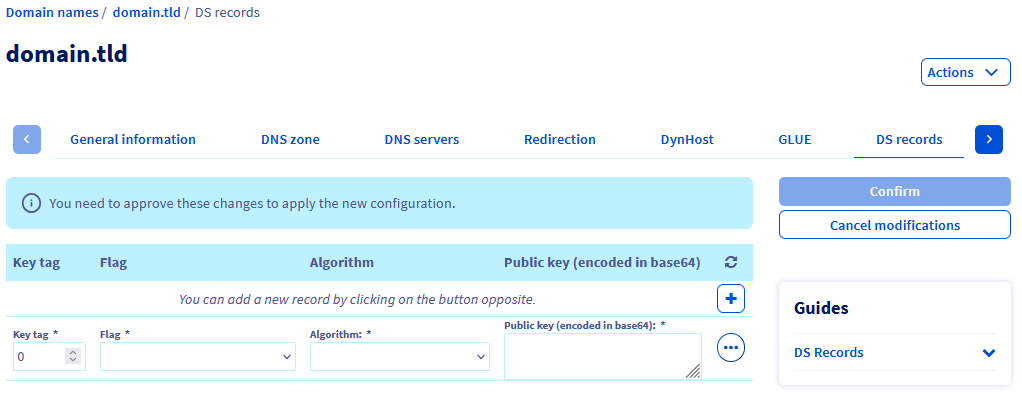 Domain names / domain.tld / DS records
domain.tld
Actions
General information DNS zone DNS servers Redirection DynHost GLUE DS records
You need to approve these changes to apply the new configuration.
Confirm
Cancel modifications
Key tag Flag Algorithm Public key (encoded in base64)
You can add a new record by clicking on the button opposite.
Key tag * Flag * Algorithm: * Public key (encoded in base64): *
0
Guides
DS Records